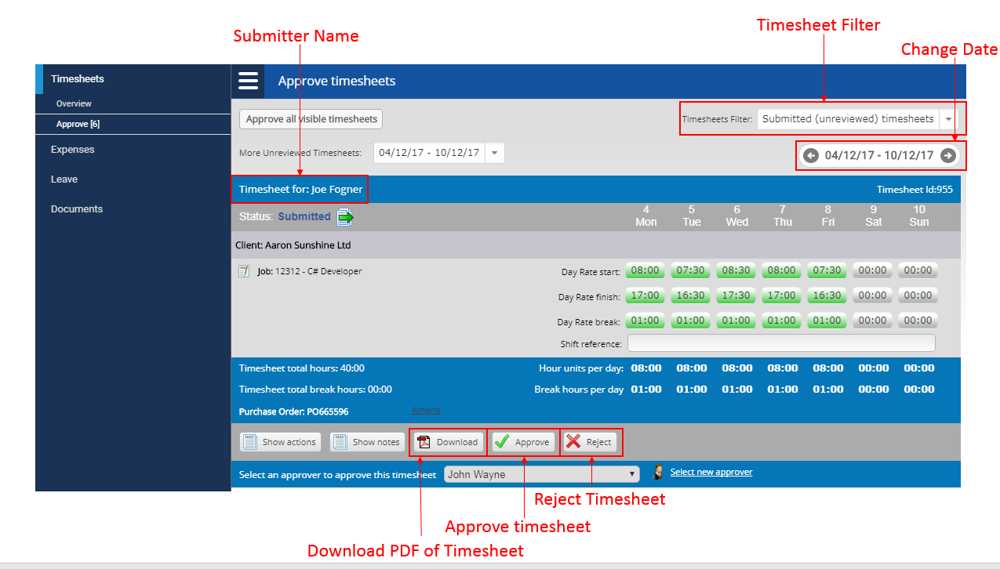 Timesheet Filter
Submitter Name
Change Date
Timesheets
Approve timesheets
Overview
Approve all visible timesheets
Timesheets Filter: Submitted (unreviewed) timesheets
Approve [6]
Expenses
More Unreviewed Timesheets: 04/12/17 - 10/12/17
04/12/17 - 10/12/17
Leave
Timesheet for: Joe Fogner Timesheet Id:955
Documents
Status: Submitted
4 5 6 7 8 9 10
Mon Tue Wed Thu Fri Sat Sun
Client: Aaron Sunshine Ltd
Job: 12312 - C# Developer
Day Rate start: 08:00 07:30 08:30 08:00 07:30 00:00 00:00
Day Rate finish: 17:00 16:30 17:30 17:00 16:30 00:00 00:00
Day Rate break: 01:00 01:00 01:00 01:00 01:00 00:00 00:00
Shift reference:
Timesheet total hours: 40:00 Hour units per day: 08:00 08:00 08:00 08:00 08:00 00:00 00:00
Timesheet total break hours: 00:00 Break hours per day 01:00 01:00 01:00 01:00 01:00 00:00 00:00
Purchase Order: PO665596 Amend
Show actions Show notes Download Approve Reject
Select an approver to approve this timesheet John Wayne Select new approver
Reject Timesheet
Approve timesheet
Download PDF of Timesheet